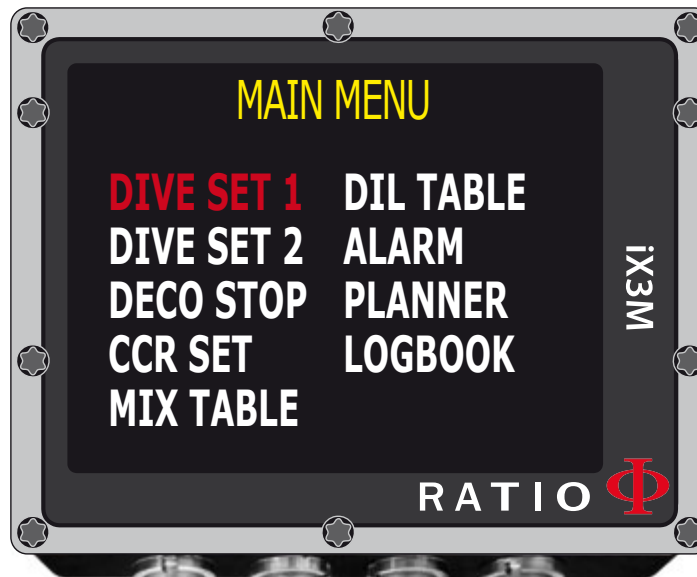 MAIN MENU
DIVE SET 1
DIVE SET 2
DECO STOP
CCR SET
MIX TABLE
DIL TABLE
ALARM
PLANNER
LOGBOOK
iX3M
RATIO